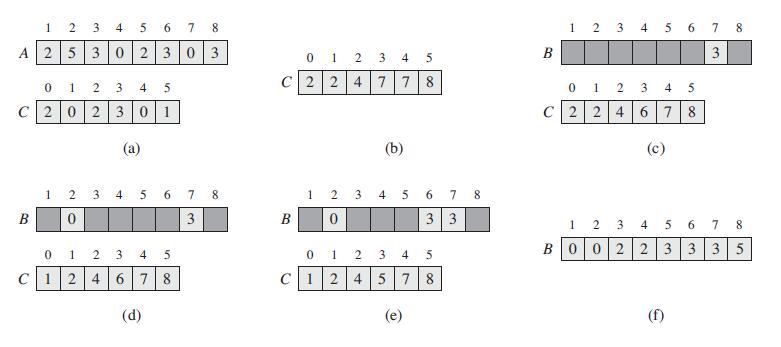 1 2 3 4 5 6 7 8
A 2 5 3 0 2 3 0 3
0 1 2 3 4 5
C 2 0 2 3 0 1
(a)
0 1 2 3 4 5
C 2 2 4 7 7 8
(b)
1 2 3 4 5 6 7 8
B 3
0 1 2 3 4 5
C 2 2 4 6 7 8
(c)
1 2 3 4 5 6 7 8
B 0 3
0 1 2 3 4 5
C 1 2 4 6 7 8
(d)
1 2 3 4 5 6 7 8
B 0 3 3
0 1 2 3 4 5
C 1 2 4 5 7 8
(e)
1 2 3 4 5 6 7 8
B 0 0 2 2 3 3 3 5
(f)